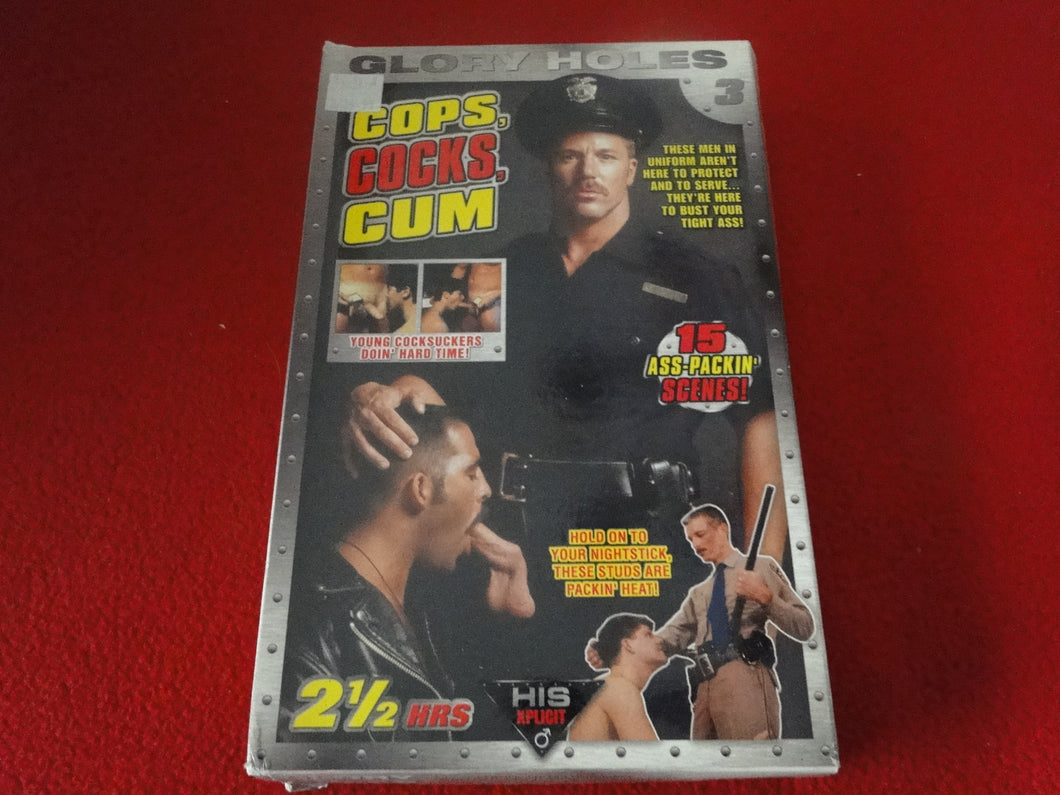 GLORY HOLES
3
COPS,
COCKS,
CUM
THESE MEN IN
UNIFORM AREN'T
HERE TO PROTECT
AND TO SERVE...
THEY'RE HERE
TO BUST YOUR
TIGHT ASS!
YOUNG COCKSUCKERS
DOIN' HARD TIME!
15
ASS-PACKIN'
SCENES!
HOLD ON TO
YOUR NIGHTSTICK,
THESE STUDS ARE
PACKIN' HEAT!
2½ HRS
HIS
XPLICIT